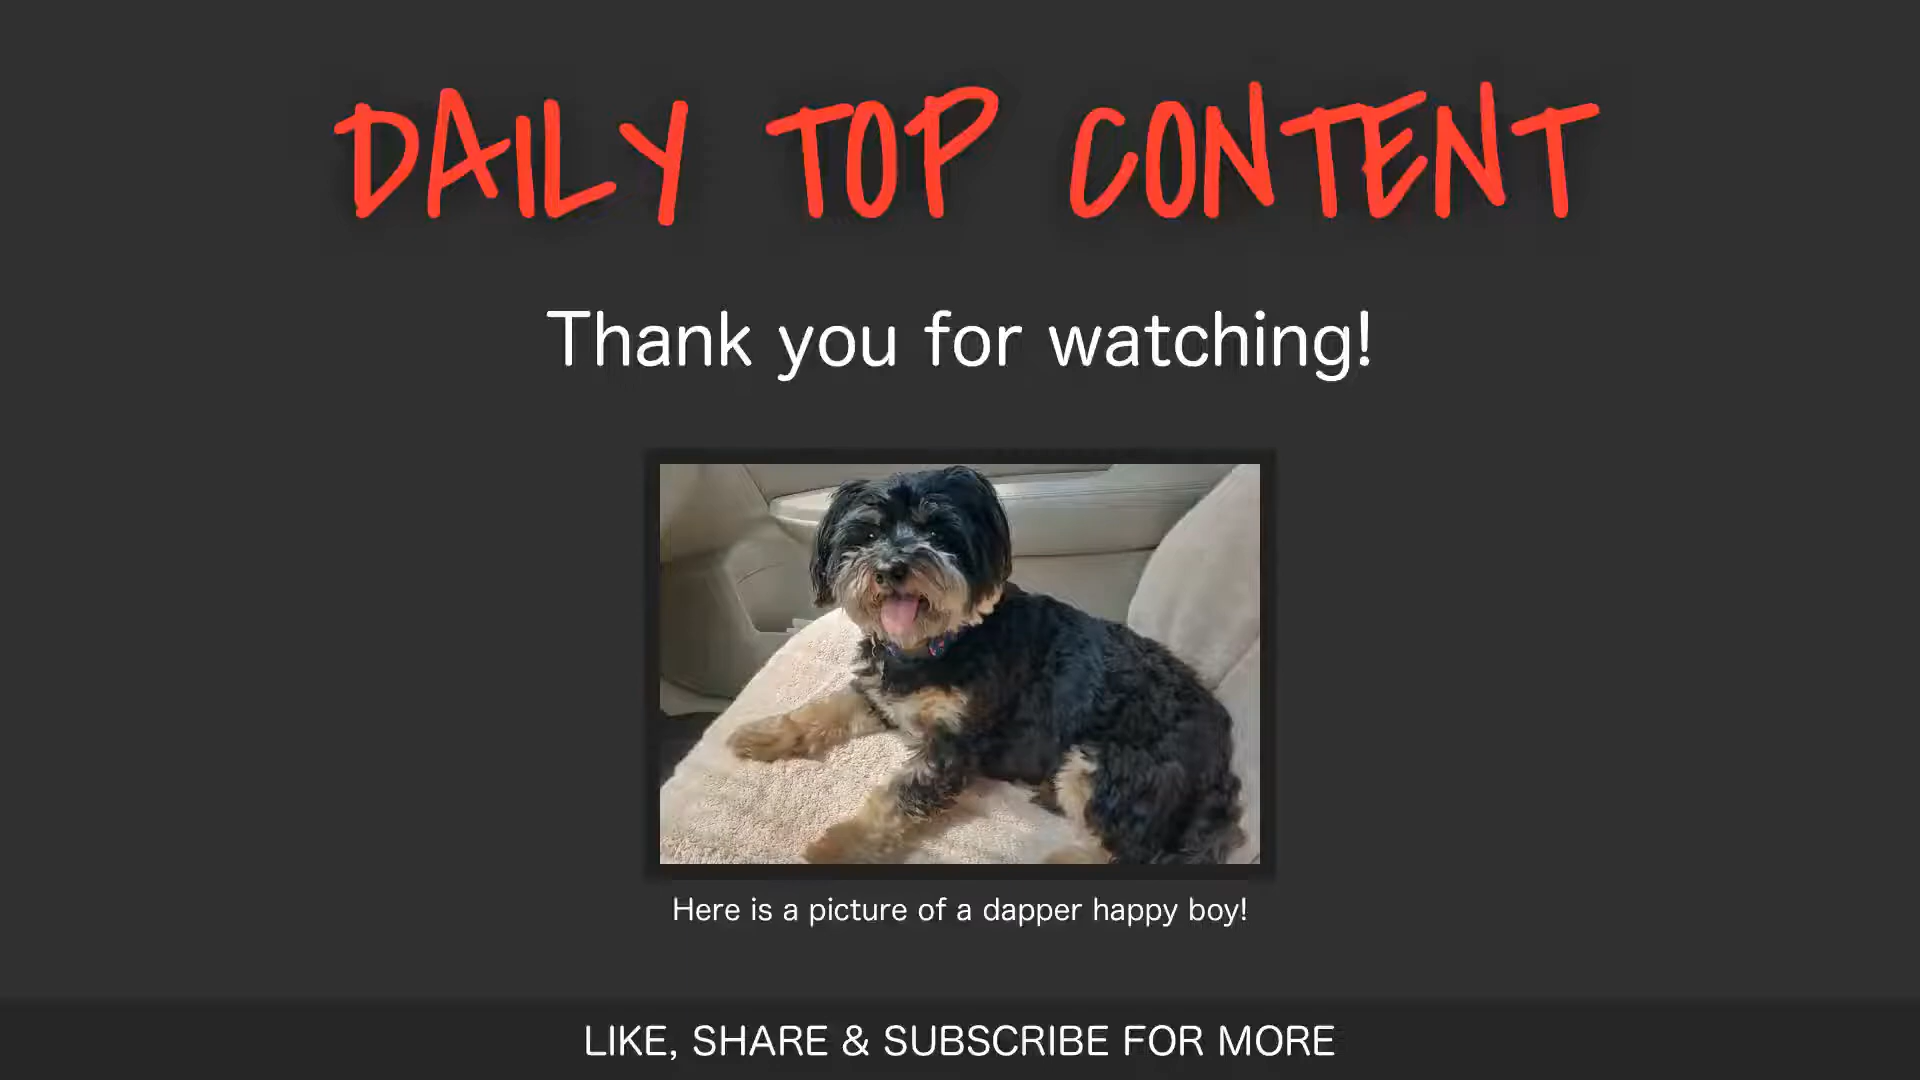 DAILY TOP CONTENT
Thank you for watching!
Here is a picture of a dapper happy boy!
LIKE, SHARE & SUBSCRIBE FOR MORE